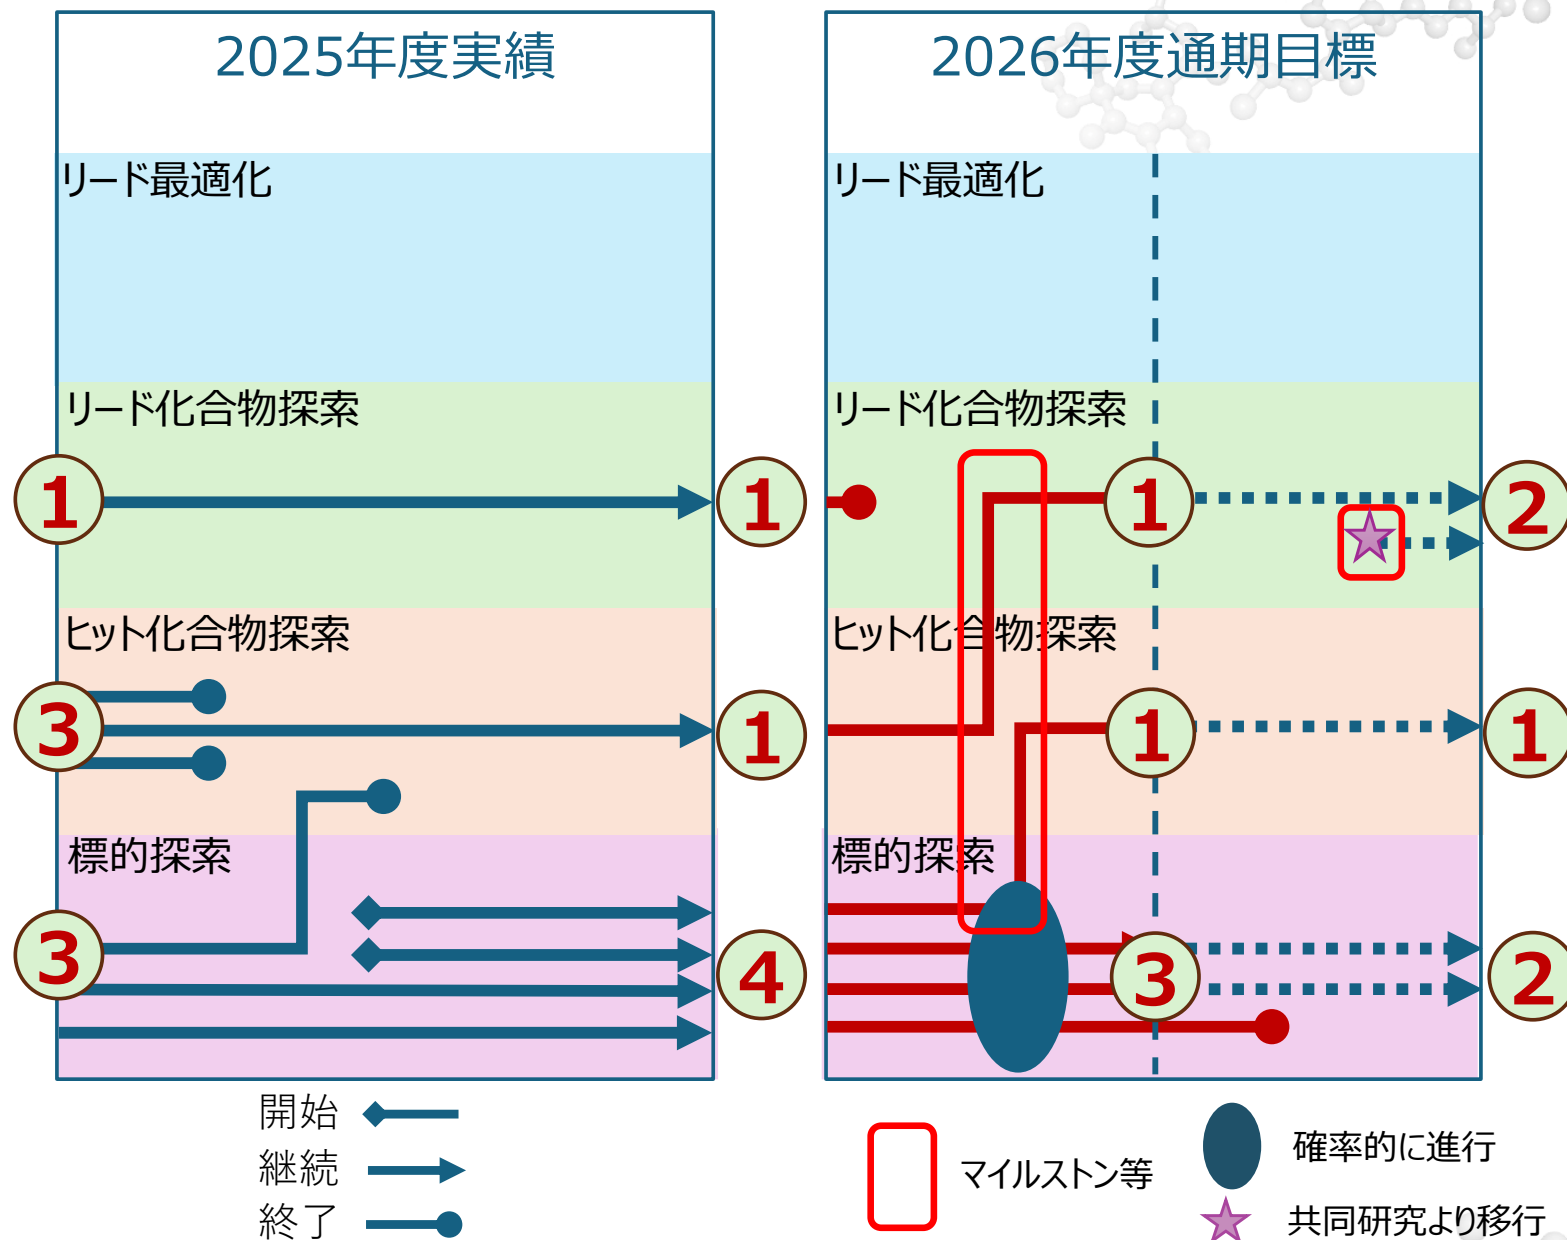 2025年度実績
リード最適化
リード化合物探索
1
1
ヒット化合物探索
3
1
標的探索
3
4
2026年度通期目標
リード最適化
リード化合物探索
1
2
ヒット化合物探索
1
1
標的探索
3
2
開始
継続
終了
マイルストン等
確率的に進行
共同研究より移行